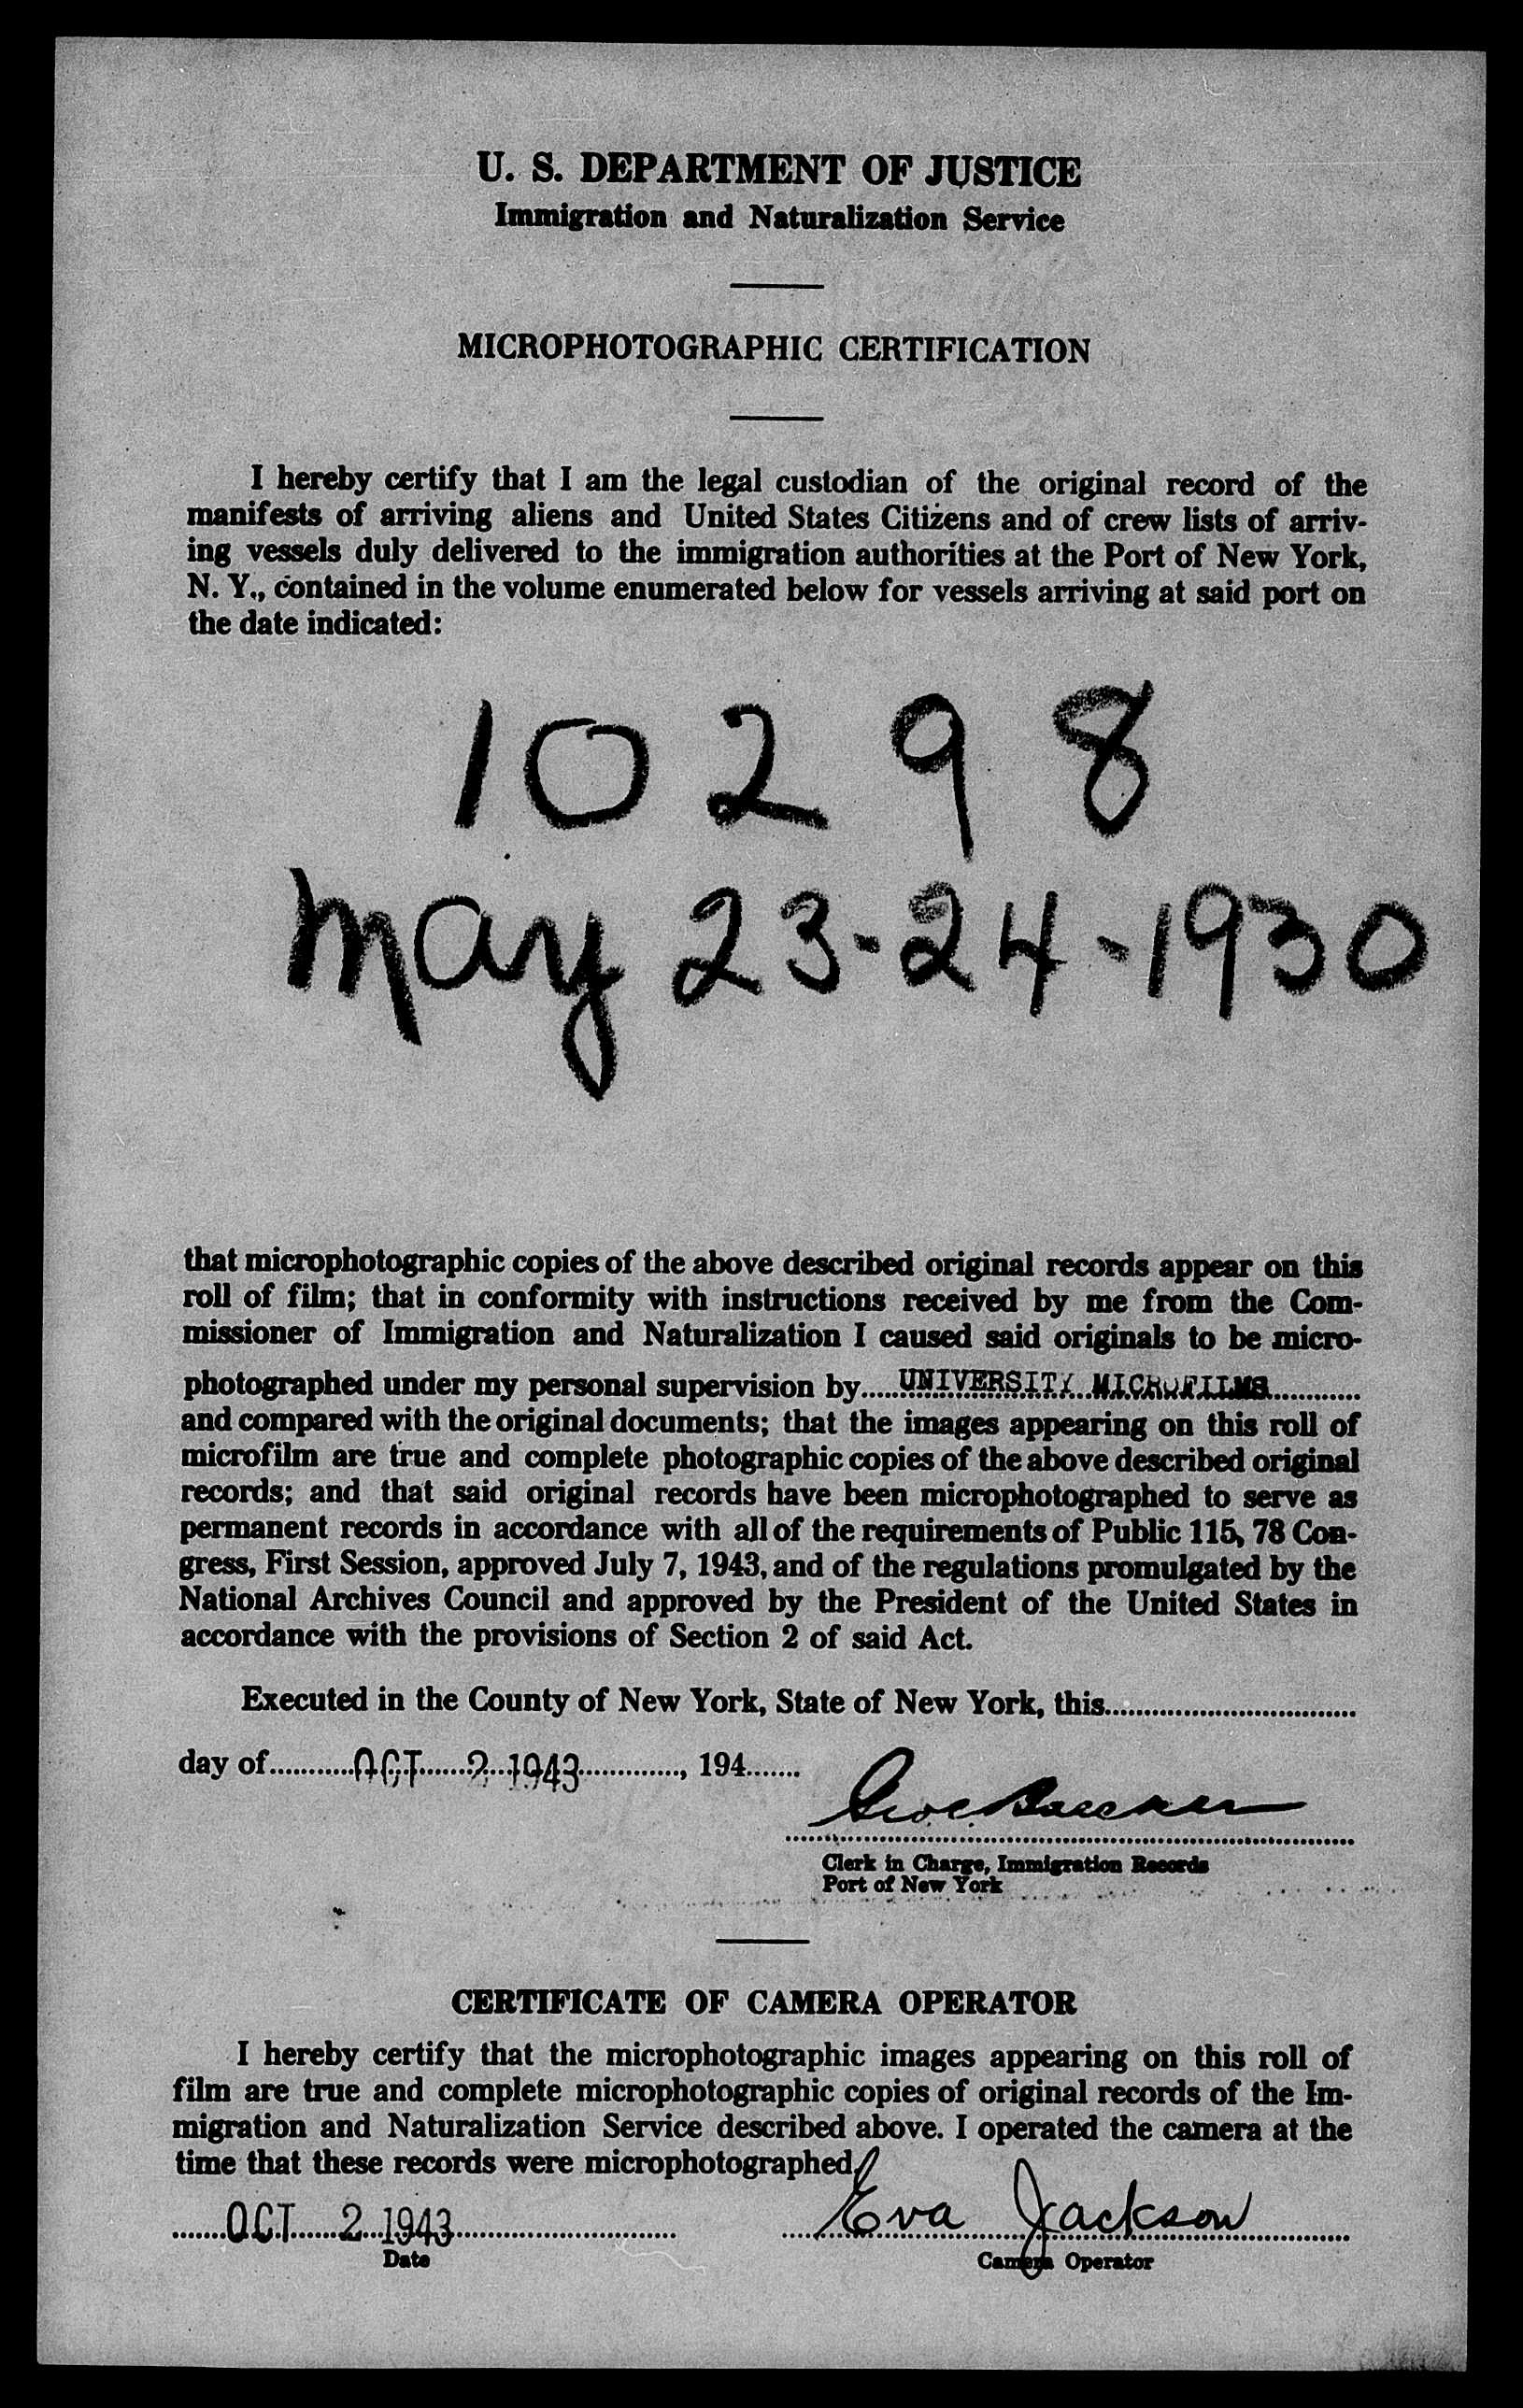 U. S. DEPARTMENT OF JUSTICE
Immigration and Naturalization Service
MICROPHOTOGRAPHIC CERTIFICATION
I hereby certify that I am the legal custodian of the original record of the
manifests of arriving aliens and United States Citizens and of crew lists of arriv-
ing vessels duly delivered to the immigration authorities at the Port of New York,
N. Y., contained in the volume enumerated below for vessels arriving at said port on
the date indicated:
10298
May 23-24-1930
that microphotographic copies of the above described original records appear on this
roll of film; that in conformity with instructions received by me from the Com-
missioner of Immigration and Naturalization I caused said originals to be micro-
photographed under my personal supervision by.....UNIVERSITY MICROFILMS............
and compared with the original documents; that the images appearing on this roll of
microfilm are true and complete photographic copies of the above described original
records; and that said original records have been microphotographed to serve as
permanent records in accordance with all of the requirements of Public 115, 78 Con-
gress, First Session, approved July 7, 1943, and of the regulations promulgated by the
National Archives Council and approved by the President of the United States in
accordance with the provisions of Section 2 of said Act.
Executed in the County of New York, State of New York, this................................
day of...........OCT 2 1943............., 194.......
Clerk in Charge, Immigration Records
Port of New York
CERTIFICATE OF CAMERA OPERATOR
I hereby certify that the microphotographic images appearing on this roll of
film are true and complete microphotographic copies of original records of the Im-
migration and Naturalization Service described above. I operated the camera at the
time that these records were microphotographed.
OCT 2 1943 Eva Jackson
Date Camera Operator